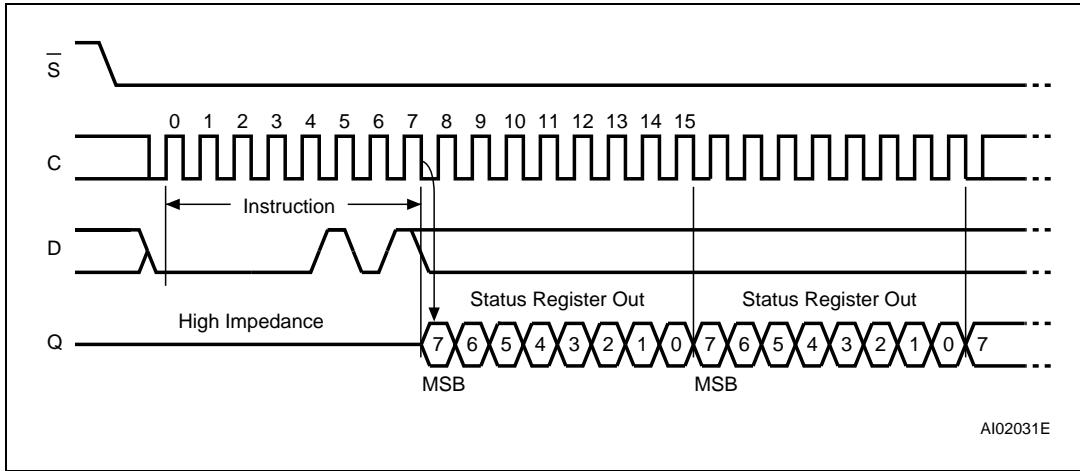 S
0 1 2 3 4 5 6 7 8 9 10 11 12 13 14 15
C
Instruction
D
Status Register Out Status Register Out
High Impedance
Q 7 6 5 4 3 2 1 0 7 6 5 4 3 2 1 0 7
MSB MSB
AI02031E